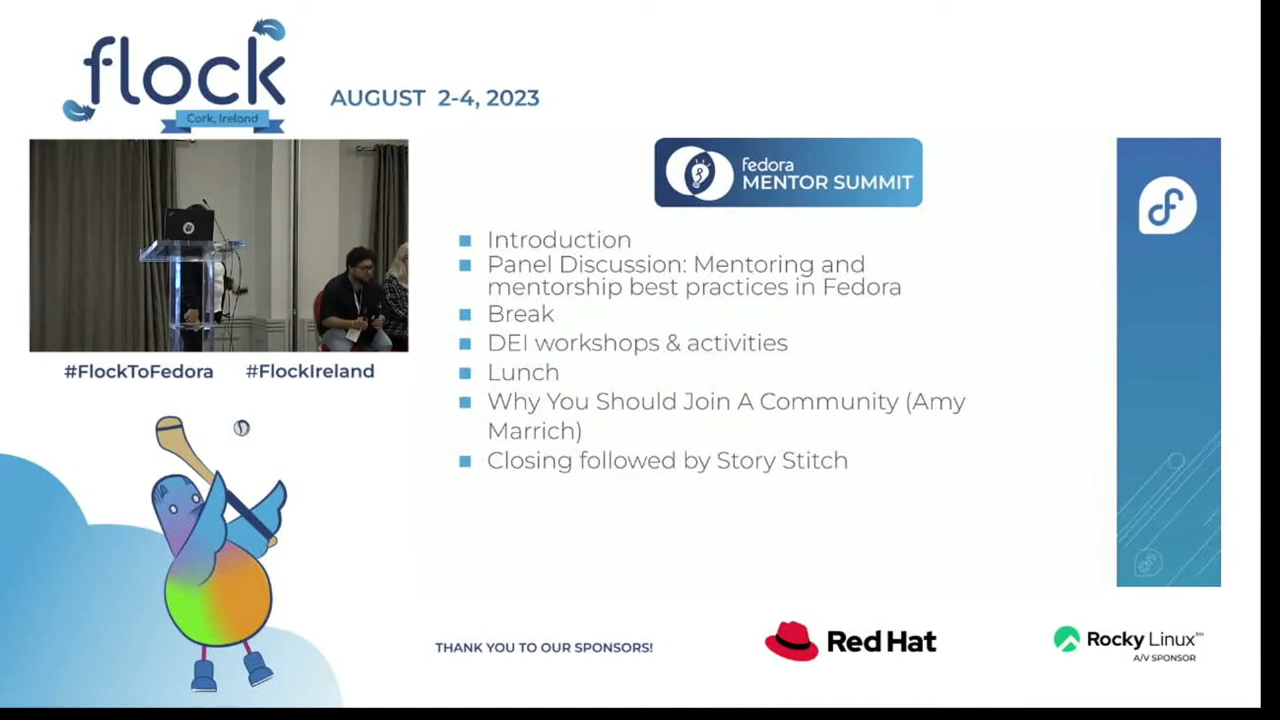 flock
Cork, Ireland
AUGUST 2-4, 2023
fedora
MENTOR SUMMIT
Introduction
Panel Discussion: Mentoring and
mentorship best practices in Fedora
Break
DEI workshops & activities
Lunch
Why You Should Join A Community (Amy
Marrich)
Closing followed by Story Stitch
#FlockToFedora #FlockIreland
THANK YOU TO OUR SPONSORS!
Red Hat
Rocky Linux™
A/V SPONSOR